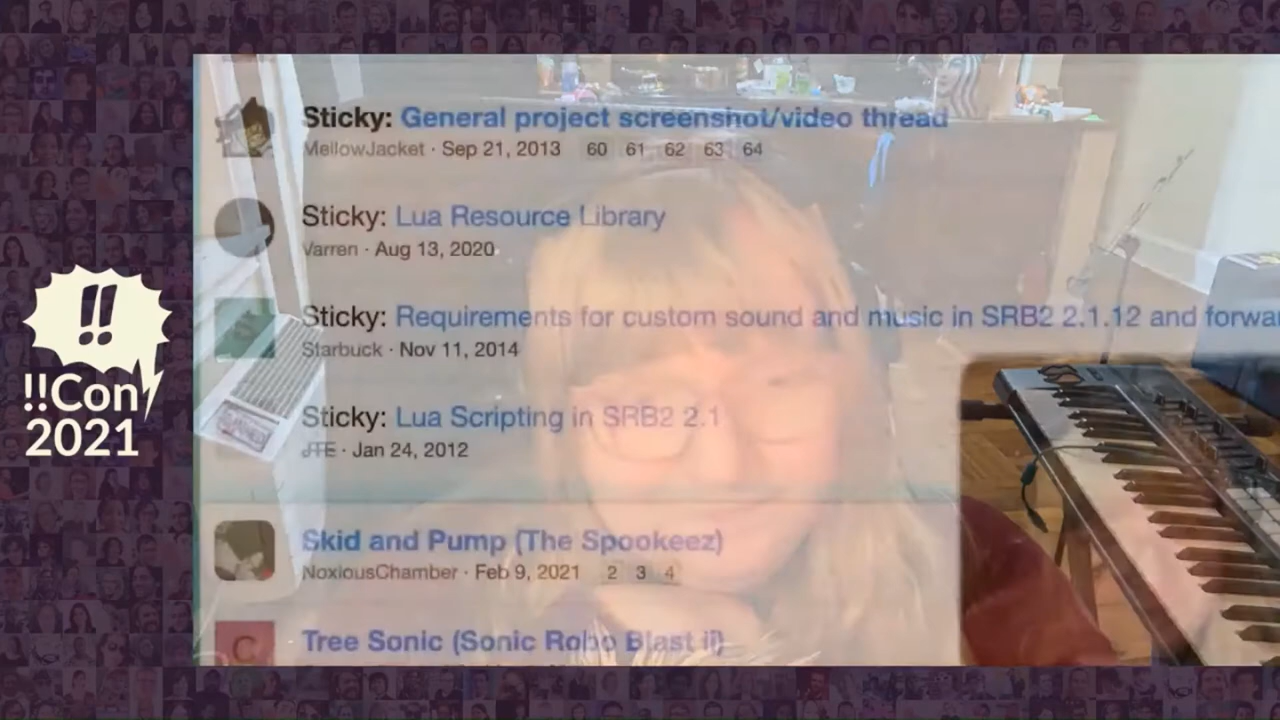 Sticky: General project screenshot/video thread
MellowJacket · Sep 21, 2013 60 61 62 63 64
Sticky: Lua Resource Library
Varren · Aug 13, 2020
Sticky: Requirements for custom sound and music in SRB2 2.1.12 and forwa
Starbuck · Nov 11, 2014
Sticky: Lua Scripting in SRB2 2.1
JTE · Jan 24, 2012
Skid and Pump (The Spookeez)
NoxiousChamber · Feb 9, 2021 2 3 4
C
Tree Sonic (Sonic Robo Blast ii)
!!
!!Con
2021